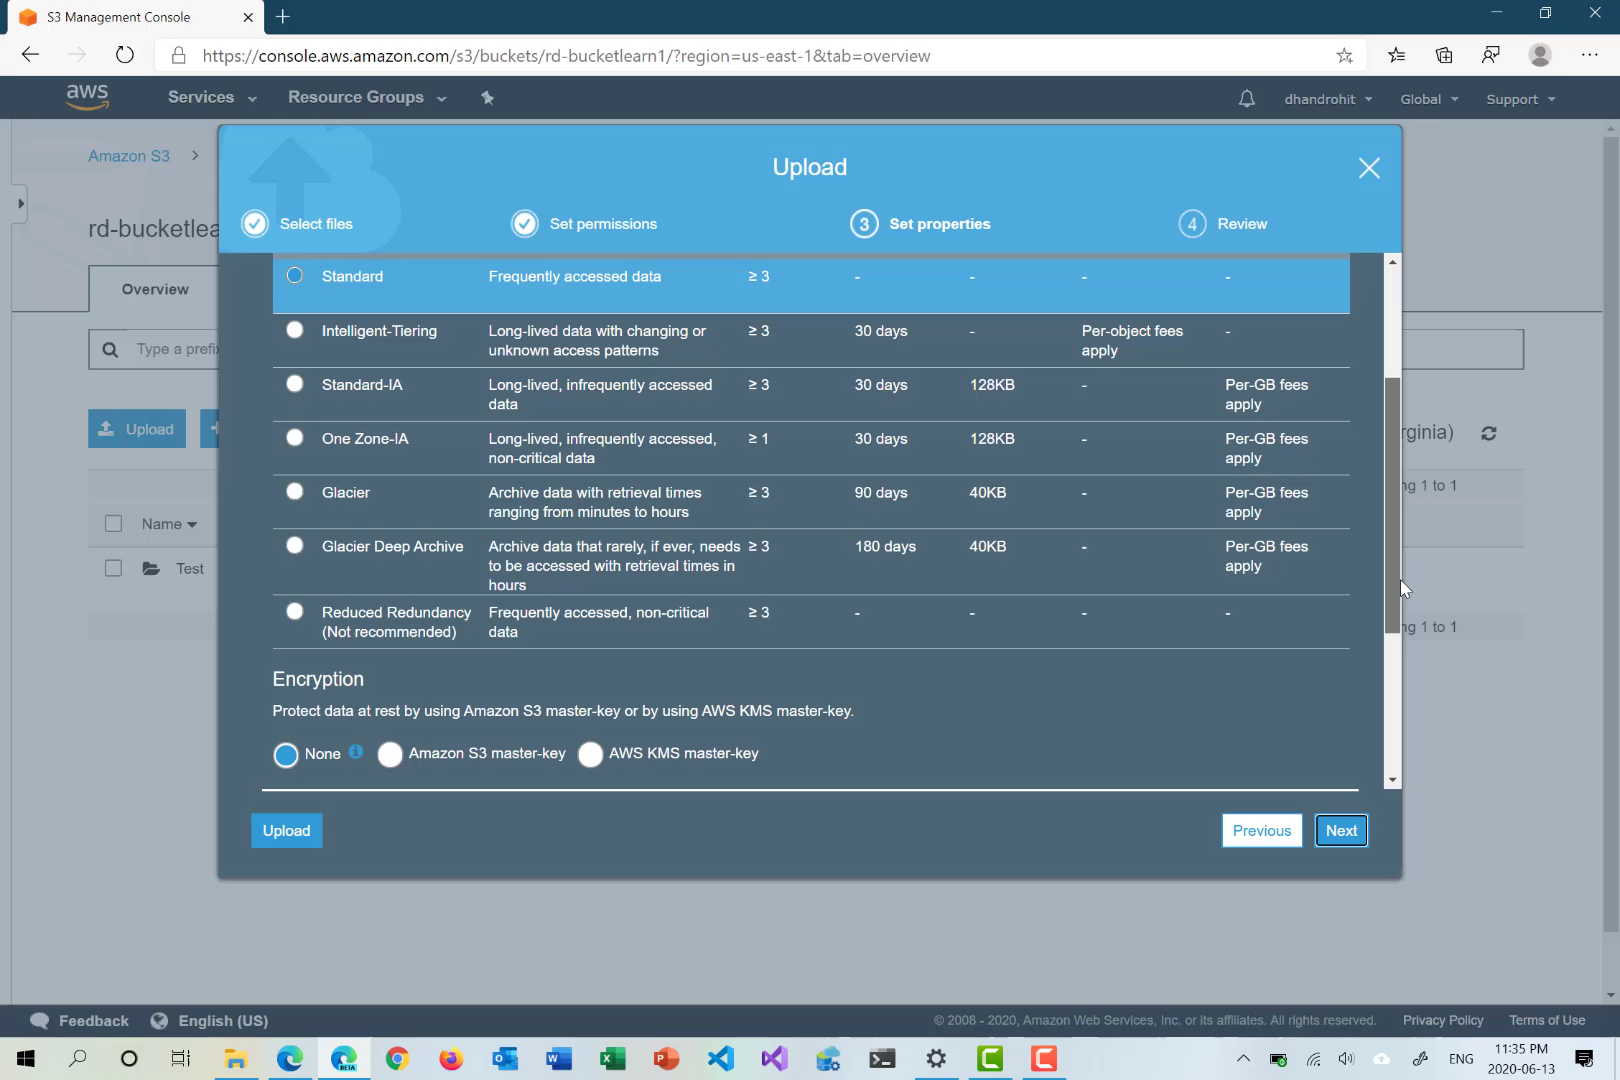 S3 Management Console
https://console.aws.amazon.com/s3/buckets/rd-bucketlearn1/?region=us-east-1&tab=overview
aws
Services
Resource Groups
dhandrohit
Global
Support
Amazon S3
rd-bucketlea
Overview
Type a prefi
Upload
rginia)
ng 1 to 1
Name
Test
ng 1 to 1
Upload
Select files
Set permissions
3 Set properties
4 Review
Standard Frequently accessed data ≥ 3 - - - -
Intelligent-Tiering Long-lived data with changing or ≥ 3 30 days - Per-object fees -
unknown access patterns apply
Standard-IA Long-lived, infrequently accessed ≥ 3 30 days 128KB - Per-GB fees
data apply
One Zone-IA Long-lived, infrequently accessed, ≥ 1 30 days 128KB - Per-GB fees
non-critical data apply
Glacier Archive data with retrieval times ≥ 3 90 days 40KB - Per-GB fees
ranging from minutes to hours apply
Glacier Deep Archive Archive data that rarely, if ever, needs ≥ 3 180 days 40KB - Per-GB fees
to be accessed with retrieval times in apply
hours
Reduced Redundancy Frequently accessed, non-critical ≥ 3 - - - -
(Not recommended) data
Encryption
Protect data at rest by using Amazon S3 master-key or by using AWS KMS master-key.
None Amazon S3 master-key AWS KMS master-key
Upload
Previous
Next
Feedback
English (US)
© 2008 - 2020, Amazon Web Services, Inc. or its affiliates. All rights reserved.
Privacy Policy
Terms of Use
BETA
ENG
11:35 PM
2020-06-13